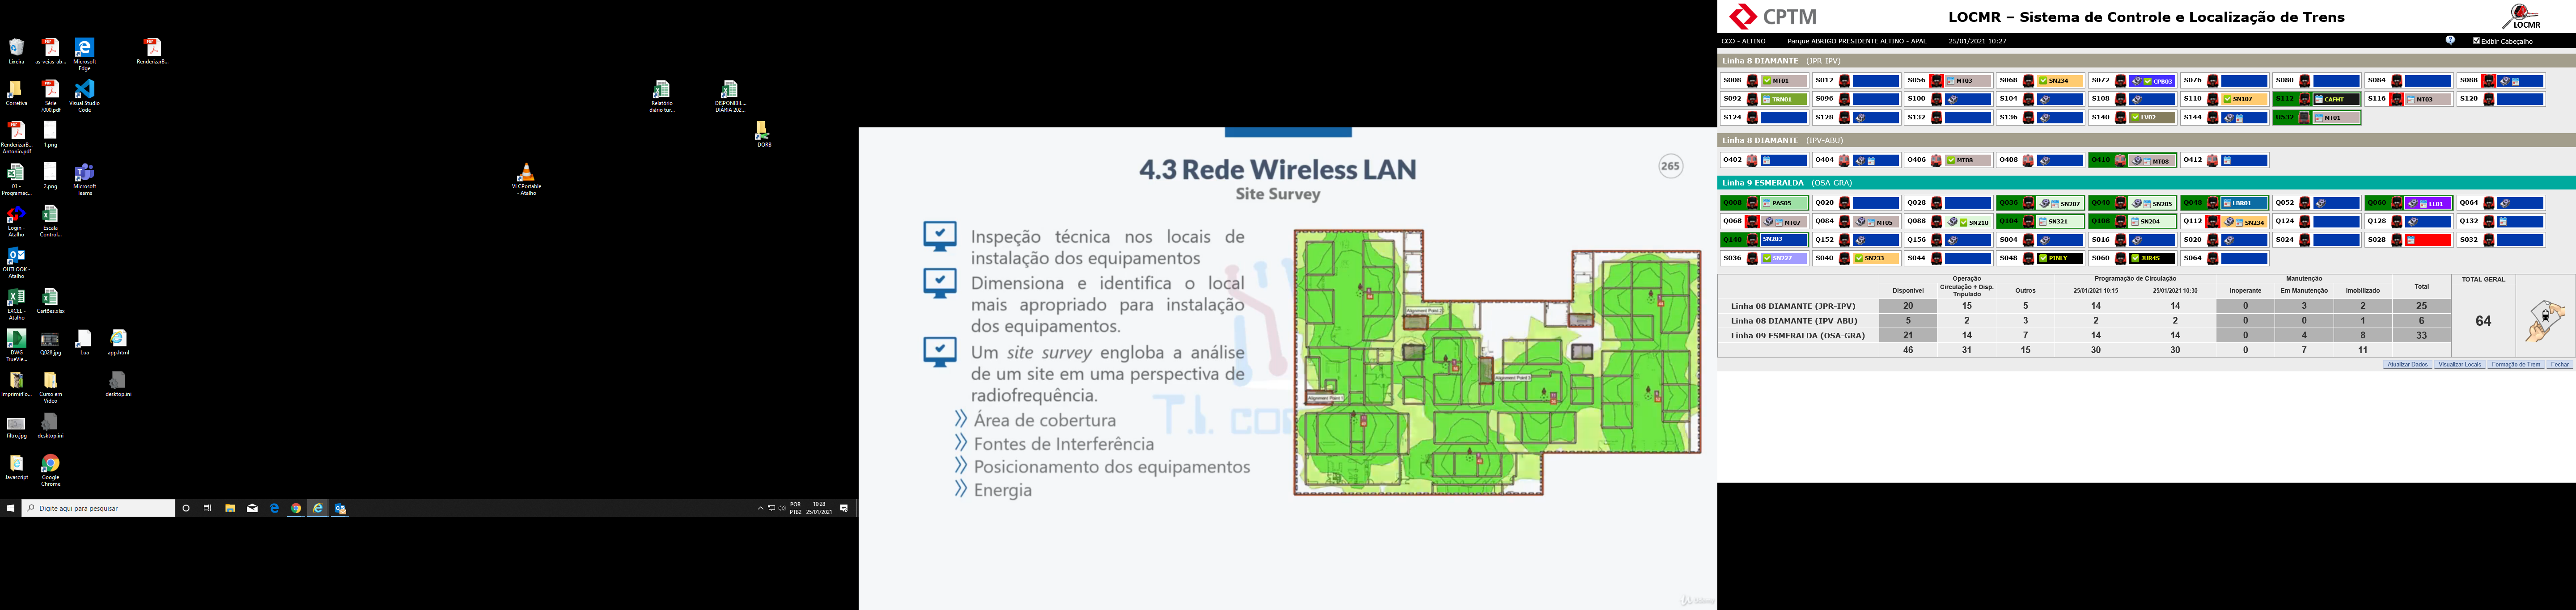 Lixeira
as-veias-ab...
Microsoft
Edge
RenderizarB...
Corretiva
Série
7000.pdf
Visual Studio
Code
RenderizarB...
Antonio.pdf
1.png
01 -
Programaç...
2.png
Microsoft
Teams
Login -
Atalho
Escala
Control...
OUTLOOK -
Atalho
EXCEL -
Atalho
Cartões.xlsx
DWG
TrueVie...
Q028.jpg
Lua
app.html
ImprimirFo...
Curso em
Video
desktop.ini
filtro.jpg
desktop.ini
Javascript
Google
Chrome
Relatório
diário tur...
DISPONIBIL...
DIÁRIA 202...
DORB
VLCPortable
- Atalho
Digite aqui para pesquisar
POR
PTB2
10:28
25/01/2021
4.3 Rede Wireless LAN
265
Site Survey
Inspeção técnica nos locais de
instalação dos equipamentos
Dimensiona e identifica o local
mais apropriado para instalação
dos equipamentos.
Um site survey engloba a análise
de um site em uma perspectiva de
radiofrequência.
Área de cobertura
Fontes de Interferência
Posicionamento dos equipamentos
Energia
T.I. con
CPTM
LOCMR – Sistema de Controle e Localização de Trens
LOCMR
CCO - ALTINO Parque ABRIGO PRESIDENTE ALTINO - APAL 25/01/2021 10:27 Exibir Cabeçalho
Linha 8 DIAMANTE (JPR-IPV)
S008 MT01 S012 S056 MT03 S068 SN234 S072 CPB03 S076 S080 S084 S088
S092 TRN01 S096 S100 S104 S108 S110 SN107 S112 CAFHT S116 MT03 S120
S124 S128 S132 S136 S140 LV02 S144 U532 MT01
Linha 8 DIAMANTE (IPV-ABU)
O402 O404 O406 MT08 O408 O410 MT08 O412
Linha 9 ESMERALDA (OSA-GRA)
Q008 PAS05 Q020 Q028 Q036 SN207 Q040 SN205 Q048 LBR01 Q052 Q060 LL01 Q064
Q068 MT07 Q084 MT05 Q088 SN210 Q104 SN321 Q108 SN204 Q112 SN234 Q124 Q128 Q132
Q140 SN203 Q152 Q156 S004 S016 S020 S024 S028 S032
S036 SN227 S040 SN233 S044 S048 PINLY S060 JUR4S S064
Operação Programação de Circulação Manutenção TOTAL GERAL
Disponível Circulação + Disp. Tripulado Outros 25/01/2021 10:15 25/01/2021 10:30 Inoperante Em Manutenção Imobilizado Total
Linha 08 DIAMANTE (JPR-IPV) 20 15 5 14 14 0 3 2 25
Linha 08 DIAMANTE (IPV-ABU) 5 2 3 2 2 0 0 1 6
64
Linha 09 ESMERALDA (OSA-GRA) 21 14 7 14 14 0 4 8 33
46 31 15 30 30 0 7 11
Atualizar Dados Visualizar Locais Formação de Trem Fechar